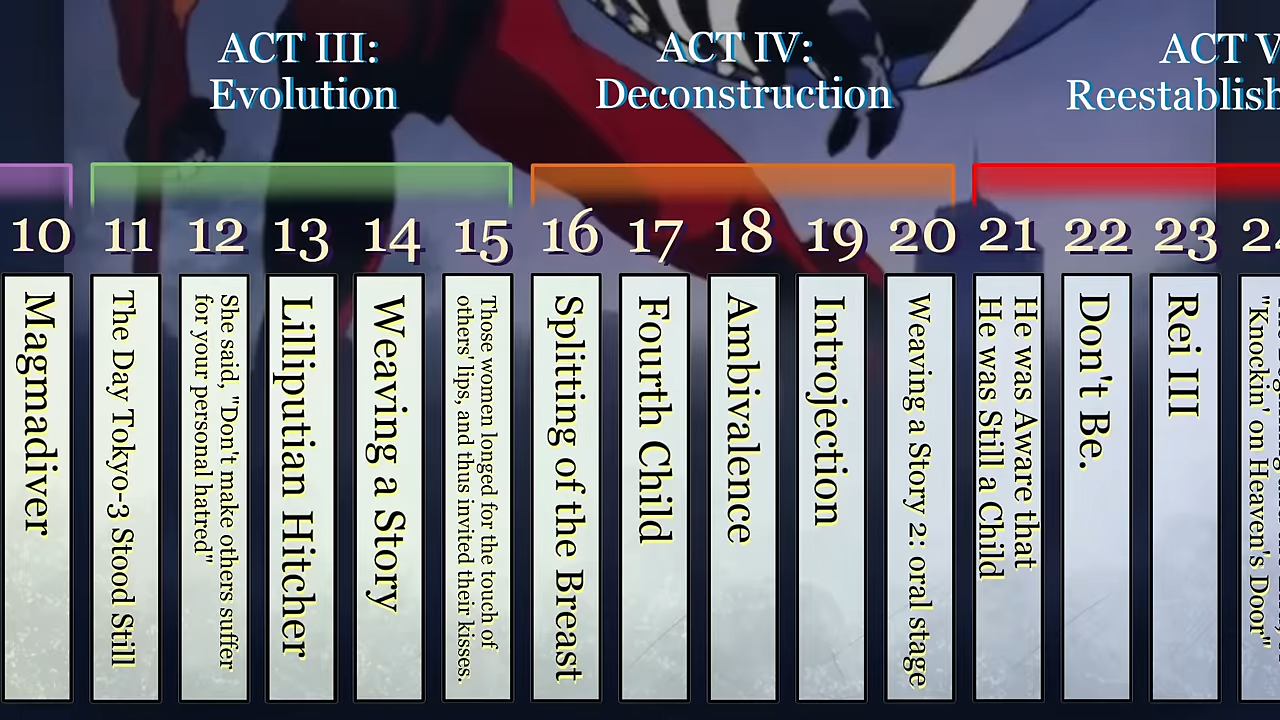 ACT III:
Evolution
ACT IV:
Deconstruction
ACT V
Reestablish
10
11
12
13
14
15
16
17
18
19
20
21
22
23
2
Magmadiver
The Day Tokyo-3 Stood Still
She said, "Don't make others suffer
for your personal hatred"
Lilliputian Hitcher
Weaving a Story
Those women longed for the touch of
others' lips, and thus invited their kisses.
Splitting of the Breast
Fourth Child
Ambivalence
Introjection
Weaving a Story 2: oral stage
He was Aware that
He was Still a Child
Don't Be.
Rei III
"Knockin' on Heaven's Door"